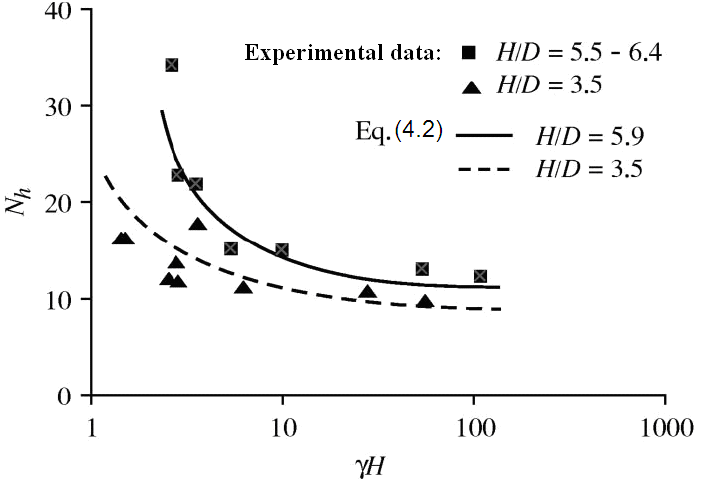 40
Experimental data: H/D = 5.5 - 6.4
H/D = 3.5
30
Eq. (4.2) H/D = 5.9
H/D = 3.5
N_h
20
10
0
1 10 100 1000
γH